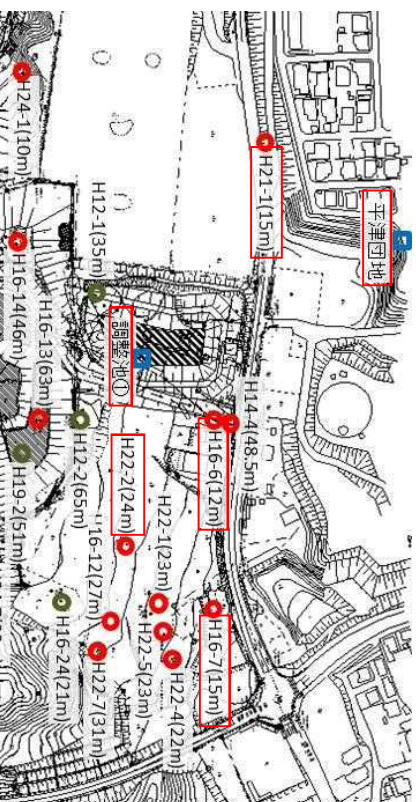 平津団地
H21-1(15m)
H24-1(10m)
H12-1(35m)
H16-14(46m)
H16-13(63m)
調整池①
H14-4(48.5m)
H16-6(12m)
H22-2(24m)
H12-2(65m)
H19-2(51m)
H22-1(23m)
H16-12(27m)
H16-7(15m)
H22-4(22m)
H22-5(23m)
H22-7(31m)
H16-24(21m)